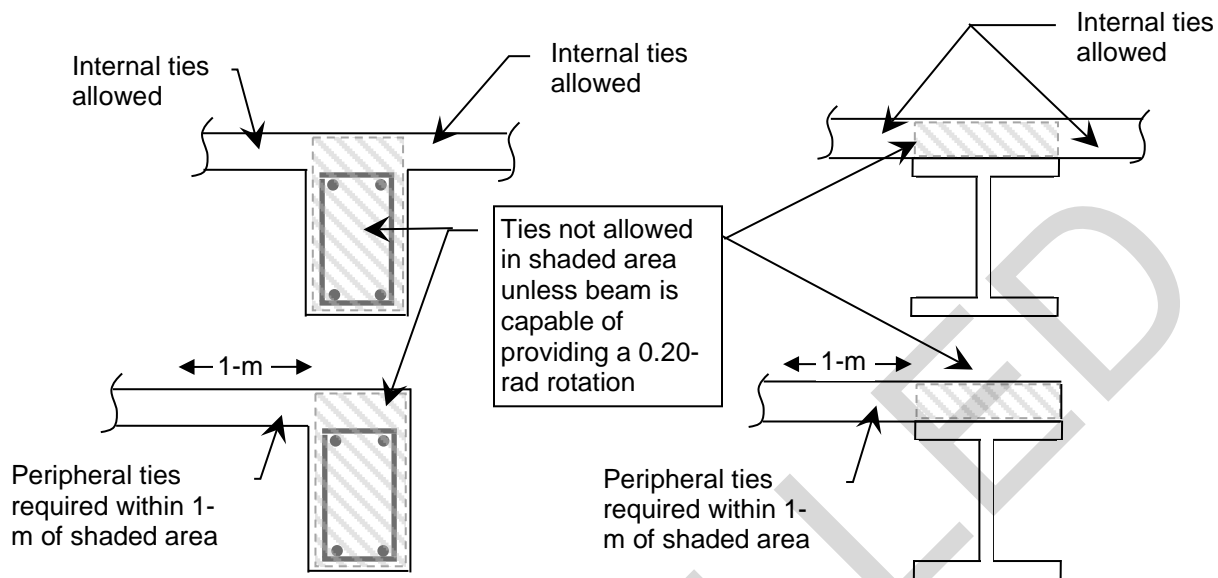 Internal ties
allowed
Internal ties
allowed
Internal ties
allowed
Ties not allowed
in shaded area
unless beam is
capable of
providing a 0.20-
rad rotation
1-m
1-m
Peripheral ties
required within 1-
m of shaded area
Peripheral ties
required within 1-
m of shaded area
LED